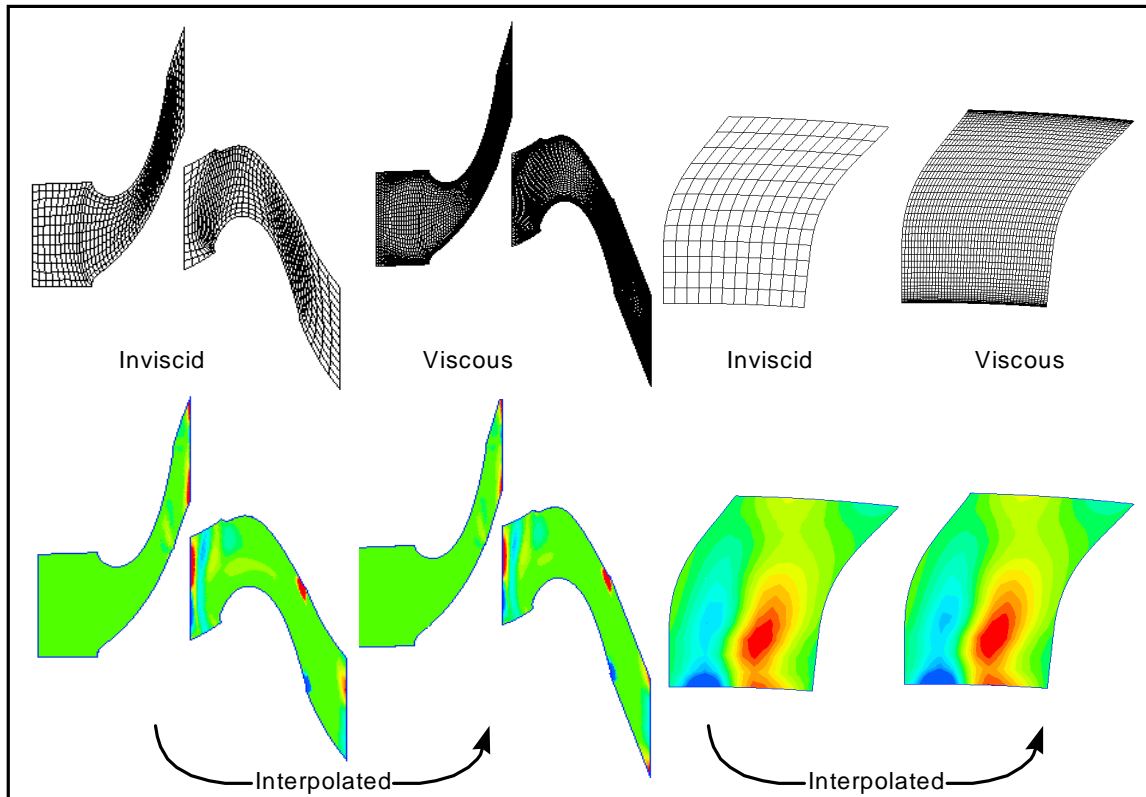 Inviscid
Viscous
Inviscid
Viscous
Interpolated
Interpolated